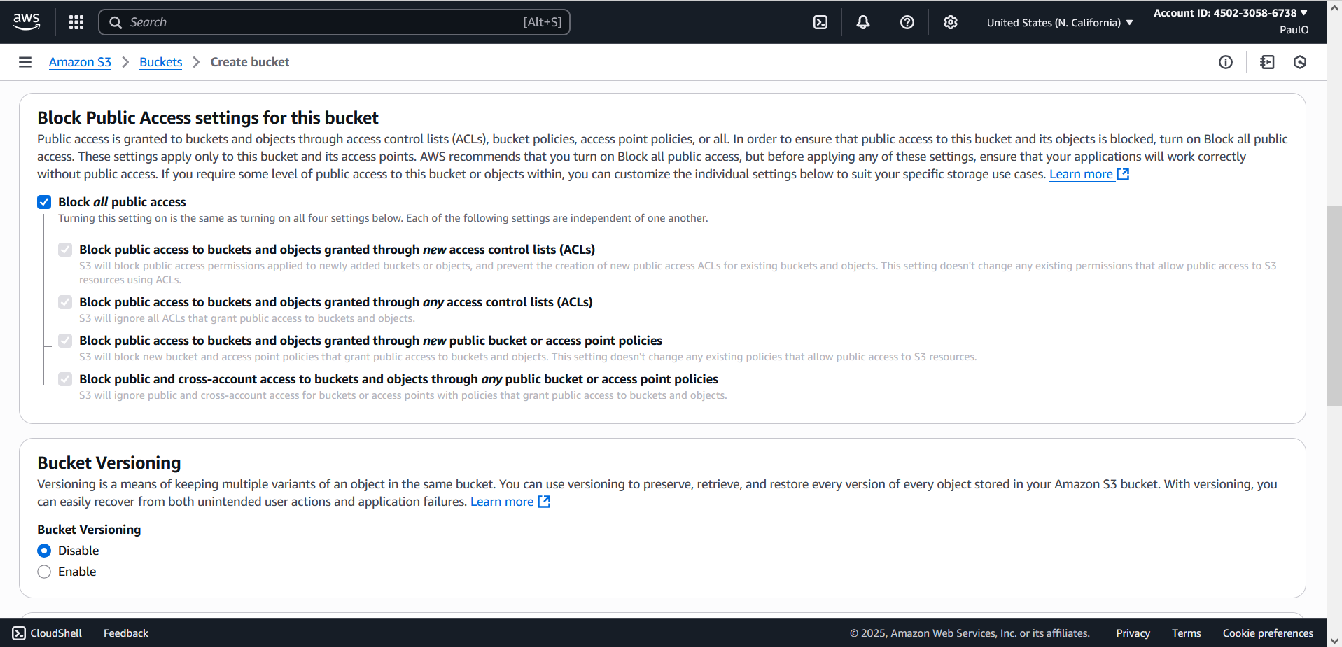 aws
Search [Alt+S]
United States (N. California) ▼
Account ID: 4502-3058-6738 ▼
PaulO
Amazon S3 > Buckets > Create bucket
Block Public Access settings for this bucket
Public access is granted to buckets and objects through access control lists (ACLs), bucket policies, access point policies, or all. In order to ensure that public access to this bucket and its objects is blocked, turn on Block all public
access. These settings apply only to this bucket and its access points. AWS recommends that you turn on Block all public access, but before applying any of these settings, ensure that your applications will work correctly
without public access. If you require some level of public access to this bucket or objects within, you can customize the individual settings below to suit your specific storage use cases. Learn more
Block all public access
Turning this setting on is the same as turning on all four settings below. Each of the following settings are independent of one another.
Block public access to buckets and objects granted through new access control lists (ACLs)
S3 will block public access permissions applied to newly added buckets or objects, and prevent the creation of new public access ACLs for existing buckets and objects. This setting doesn't change any existing permissions that allow public access to S3
resources using ACLs.
Block public access to buckets and objects granted through any access control lists (ACLs)
S3 will ignore all ACLs that grant public access to buckets and objects.
Block public access to buckets and objects granted through new public bucket or access point policies
S3 will block new bucket and access point policies that grant public access to buckets and objects. This setting doesn't change any existing policies that allow public access to S3 resources.
Block public and cross-account access to buckets and objects through any public bucket or access point policies
S3 will ignore public and cross-account access for buckets or access points with policies that grant public access to buckets and objects.
Bucket Versioning
Versioning is a means of keeping multiple variants of an object in the same bucket. You can use versioning to preserve, retrieve, and restore every version of every object stored in your Amazon S3 bucket. With versioning, you
can easily recover from both unintended user actions and application failures. Learn more
Bucket Versioning
Disable
Enable
CloudShell Feedback © 2025, Amazon Web Services, Inc. or its affiliates. Privacy Terms Cookie preferences